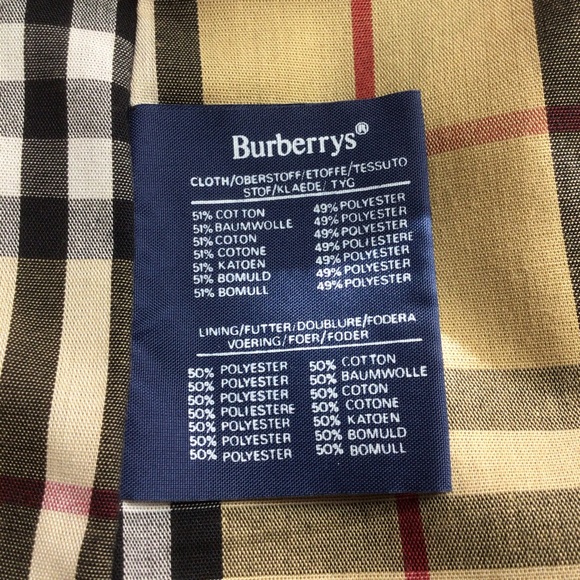 Burberrys®
CLOTH/OBERSTOFF/ETOFFE/TESSUTO
STOF/KLAEDE/TYG
51% COTTON 49% POLYESTER
51% BAUMWOLLE 49% POLYESTER
51% COTON 49% POLYESTER
51% COTONE 49% POLIESTERE
51% KATOEN 49% POLYESTER
51% BOMULD 49% POLYESTER
51% BOMULL 49% POLYESTER
LINING/FUTTER/DOUBLURE/FODERA
VOERING/FOER/FODER
50% POLYESTER 50% COTTON
50% POLYESTER 50% BAUMWOLLE
50% POLYESTER 50% COTON
50% POLIESTERE 50% COTONE
50% POLYESTER 50% KATOEN
50% POLYESTER 50% BOMULD
50% POLYESTER 50% BOMULL